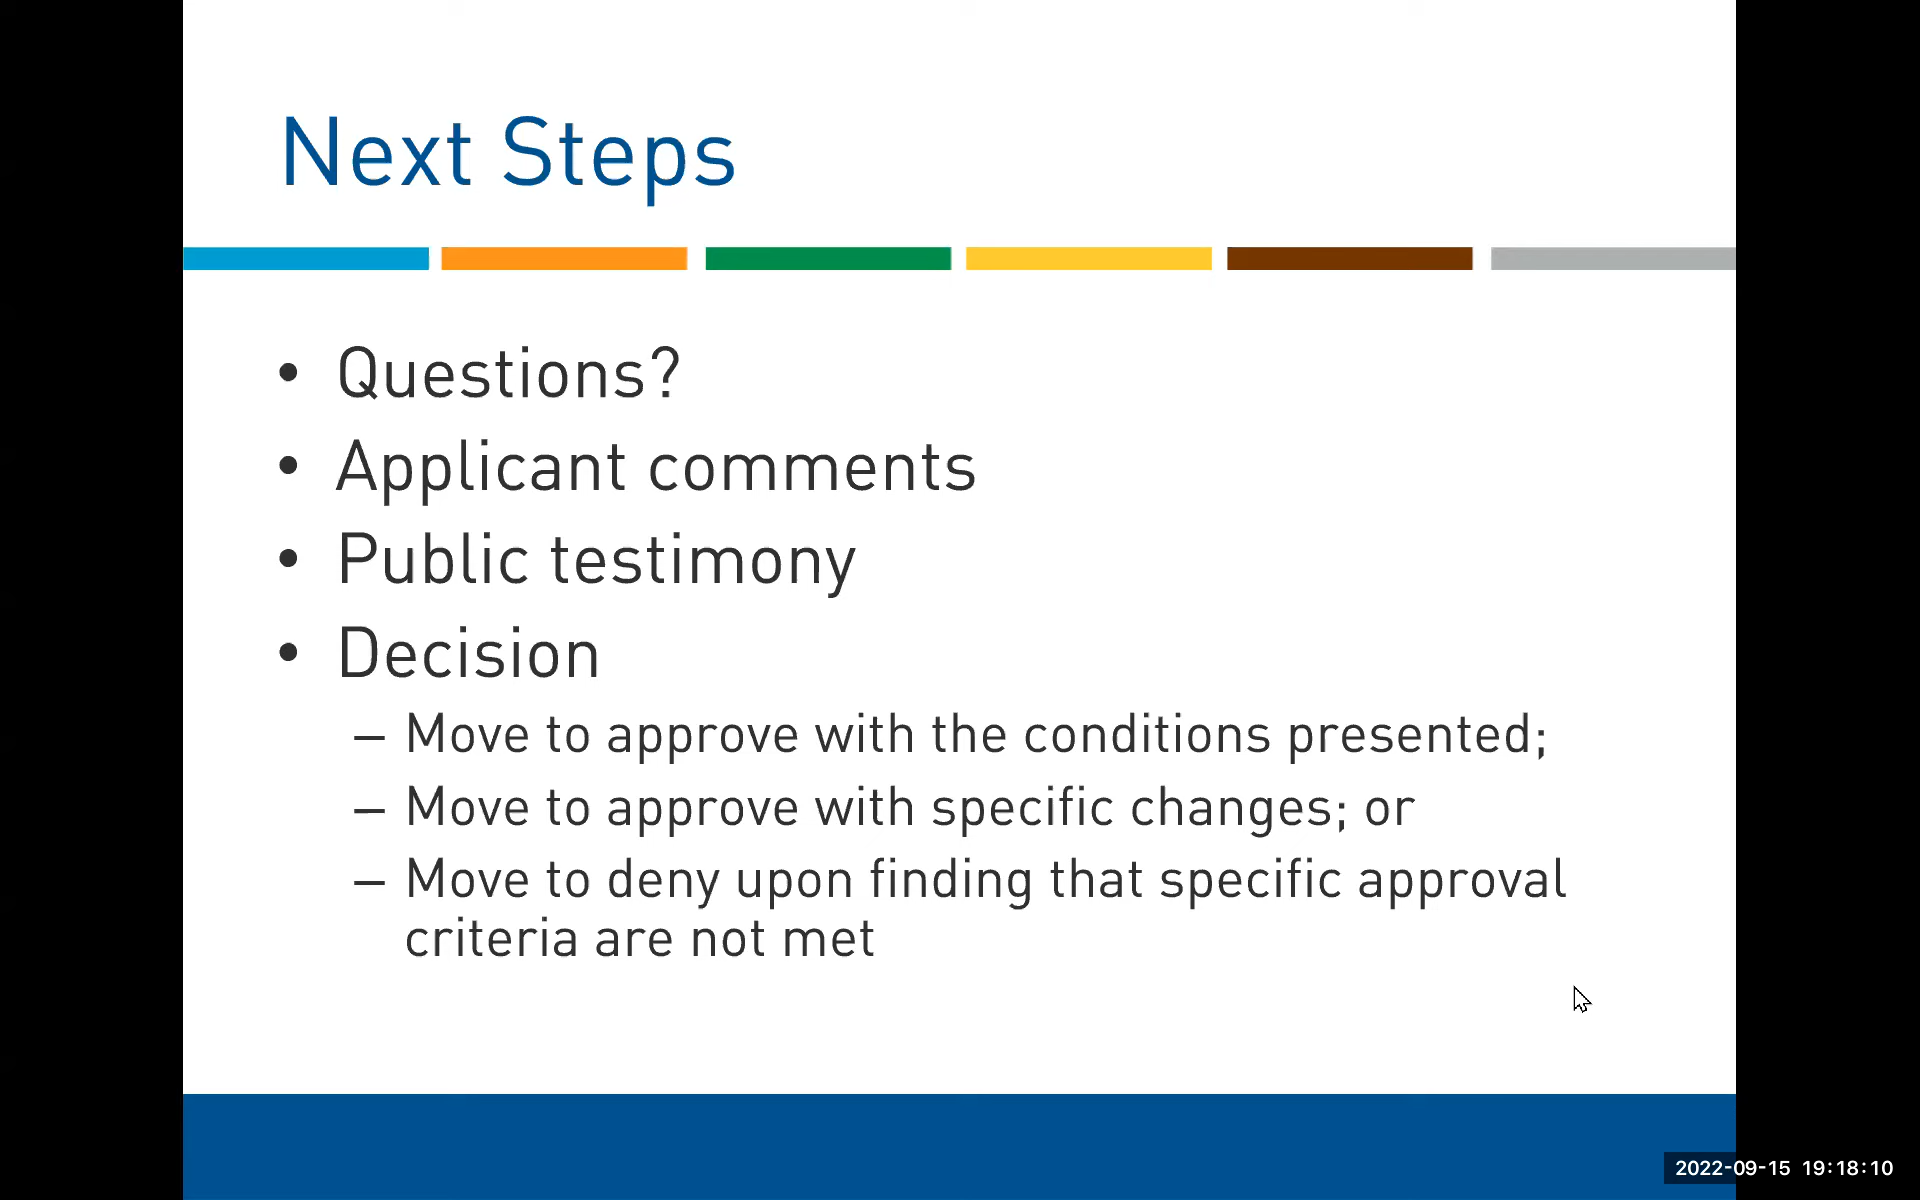 Next Steps
• Questions?
• Applicant comments
• Public testimony
• Decision
– Move to approve with the conditions presented;
– Move to approve with specific changes; or
– Move to deny upon finding that specific approval
criteria are not met
2022-09-15 19:18:10